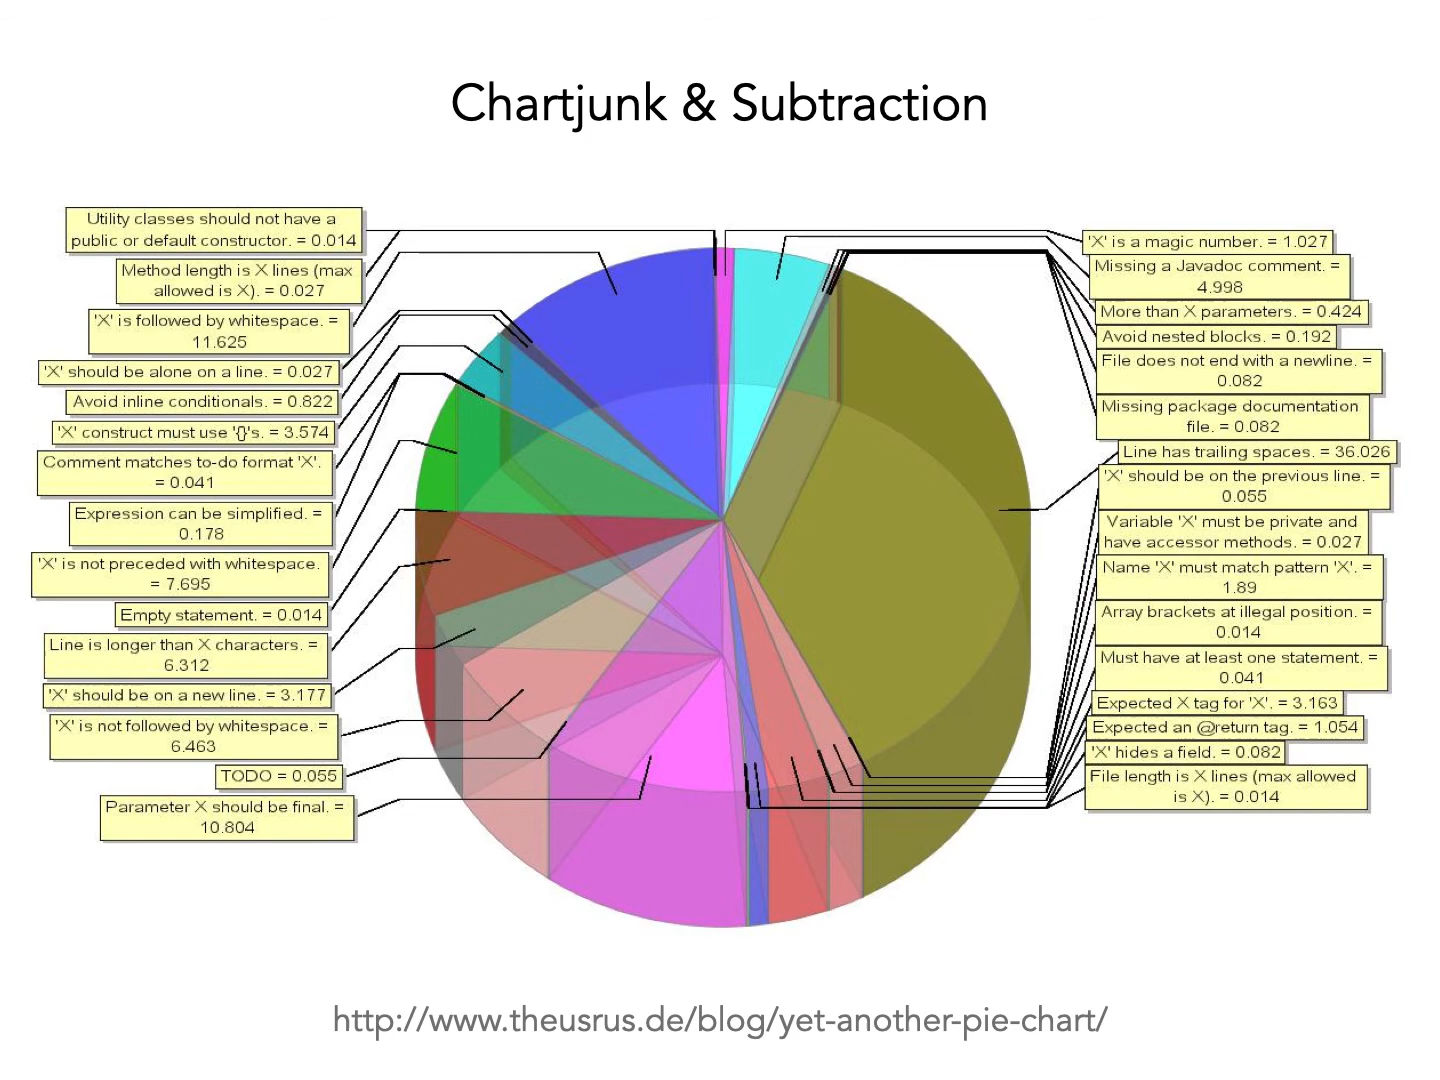 Chartjunk & Subtraction
Utility classes should not have a
public or default constructor. = 0.014
Method length is X lines (max
allowed is X). = 0.027
'X' is followed by whitespace. =
11.625
'X' should be alone on a line. = 0.027
Avoid inline conditionals. = 0.822
'X' construct must use '{}'s. = 3.574
Comment matches to-do format 'X'.
= 0.041
Expression can be simplified. =
0.178
'X' is not preceded with whitespace.
= 7.695
Empty statement. = 0.014
Line is longer than X characters. =
6.312
'X' should be on a new line. = 3.177
'X' is not followed by whitespace. =
6.463
TODO = 0.055
Parameter X should be final. =
10.804
'X' is a magic number. = 1.027
Missing a Javadoc comment. =
4.998
More than X parameters. = 0.424
Avoid nested blocks. = 0.192
File does not end with a newline. =
0.082
Missing package documentation
file. = 0.082
Line has trailing spaces. = 36.026
'X' should be on the previous line. =
0.055
Variable 'X' must be private and
have accessor methods. = 0.027
Name 'X' must match pattern 'X'. =
1.89
Array brackets at illegal position. =
0.014
Must have at least one statement. =
0.041
Expected X tag for 'X'. = 3.163
Expected an @return tag. = 1.054
'X' hides a field. = 0.082
File length is X lines (max allowed
is X). = 0.014
http://www.theusrus.de/blog/yet-another-pie-chart/